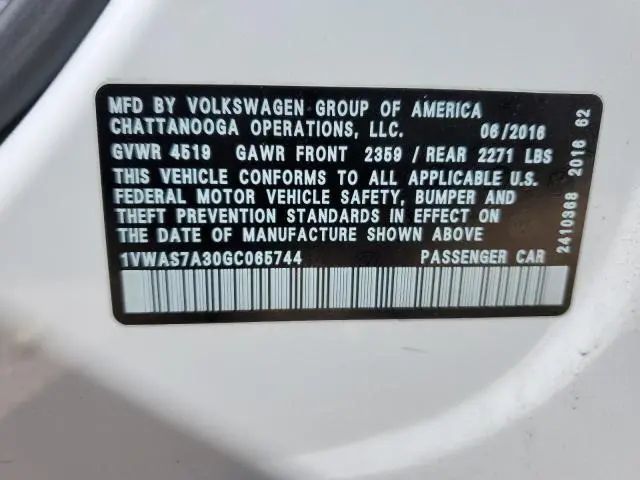 MFD BY VOLKSWAGEN GROUP OF AMERICA
CHATTANOOGA OPERATIONS, LLC. 06/2016
GVWR 4519 GAWR FRONT 2359 / REAR 2271 LBS
THIS VEHICLE CONFORMS TO ALL APPLICABLE U.S.
FEDERAL MOTOR VEHICLE SAFETY, BUMPER AND
THEFT PREVENTION STANDARDS IN EFFECT ON
THE DATE OF MANUFACTURE SHOWN ABOVE
1VWAS7A30GC065744 PASSENGER CAR
2410368 2016 62